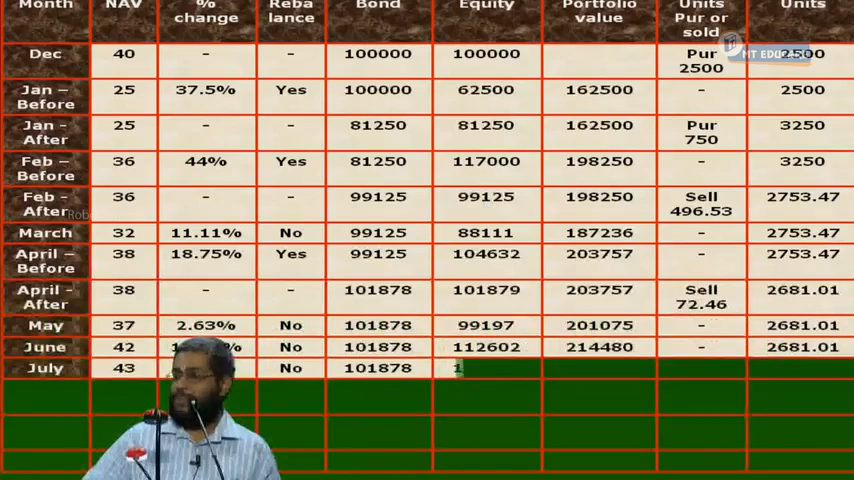 Month NAV % change Reba lance Bond Equity Portfolio value Units Pur or sold Units
MT EDUCARE
Dec 40 - - 100000 100000 Pur 2500 2500
Jan – Before 25 37.5% Yes 100000 62500 162500 - 2500
Jan - After 25 - - 81250 81250 162500 Pur 750 3250
Feb – Before 36 44% Yes 81250 117000 198250 - 3250
Feb - After 36 - - 99125 99125 198250 Sell 496.53 2753.47
March 32 11.11% No 99125 88111 187236 - 2753.47
April – Before 38 18.75% Yes 99125 104632 203757 - 2753.47
April - After 38 - - 101878 101879 203757 Sell 72.46 2681.01
May 37 2.63% No 101878 99197 201075 - 2681.01
June 42 No 101878 112602 214480 - 2681.01
July 43 No 101878